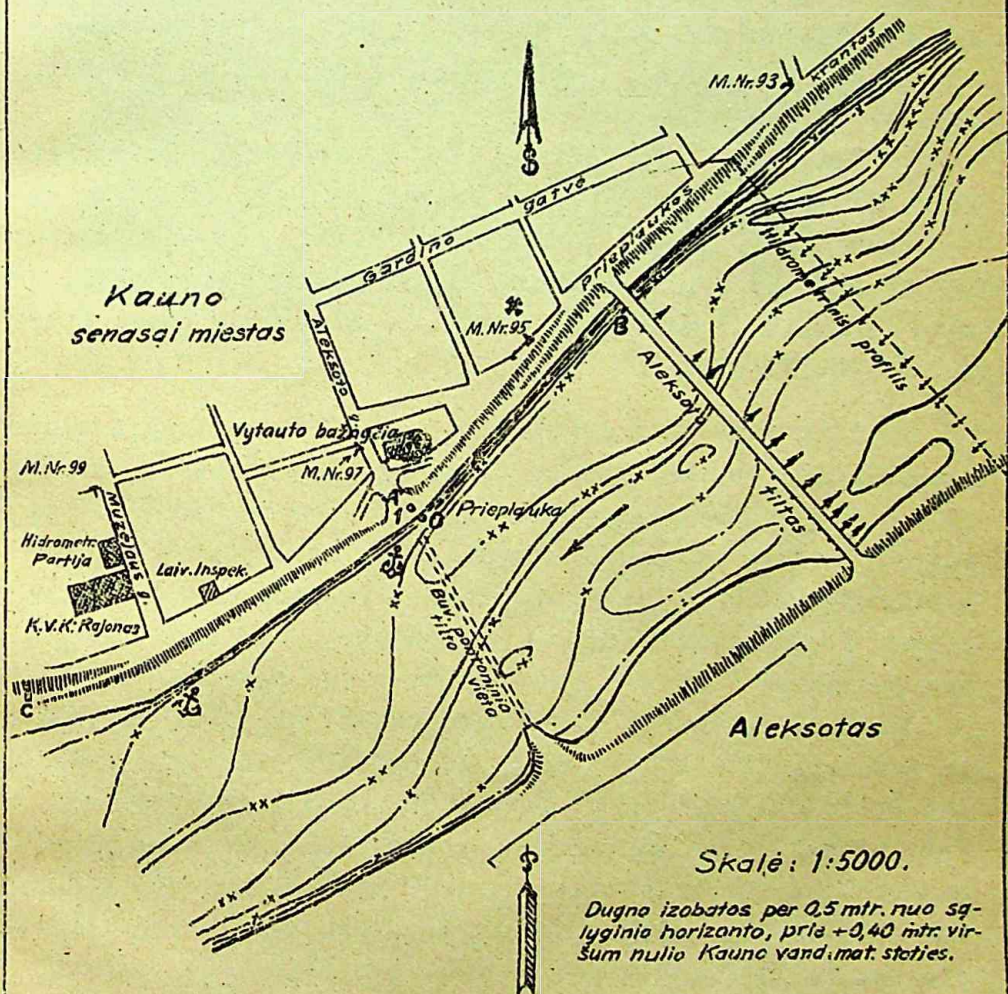 M. Nr. 93
krantas
Š
Gardino gatvė
Prieplaukos
Kauno
senasai miestas
M. Nr. 95
Aleksoto
B
Hidrometrinis profilis
Aleksoto tiltas
Vytauto bažnyčia
M. Nr. 97
M. Nr. 99
Prieplauka
Hidrometr.
Partija
Laiv. Inspek.
K.V.K. Rajonas
Buv. pontoninio
tilto vieta
C
Aleksotas
Skalė: 1:5000.
Dugno izobatos per 0,5 mtr. nuo są-
lyginio horizonto, prie +0,40 mtr. vir-
šum nulio Kauno vand. mat. stoties.